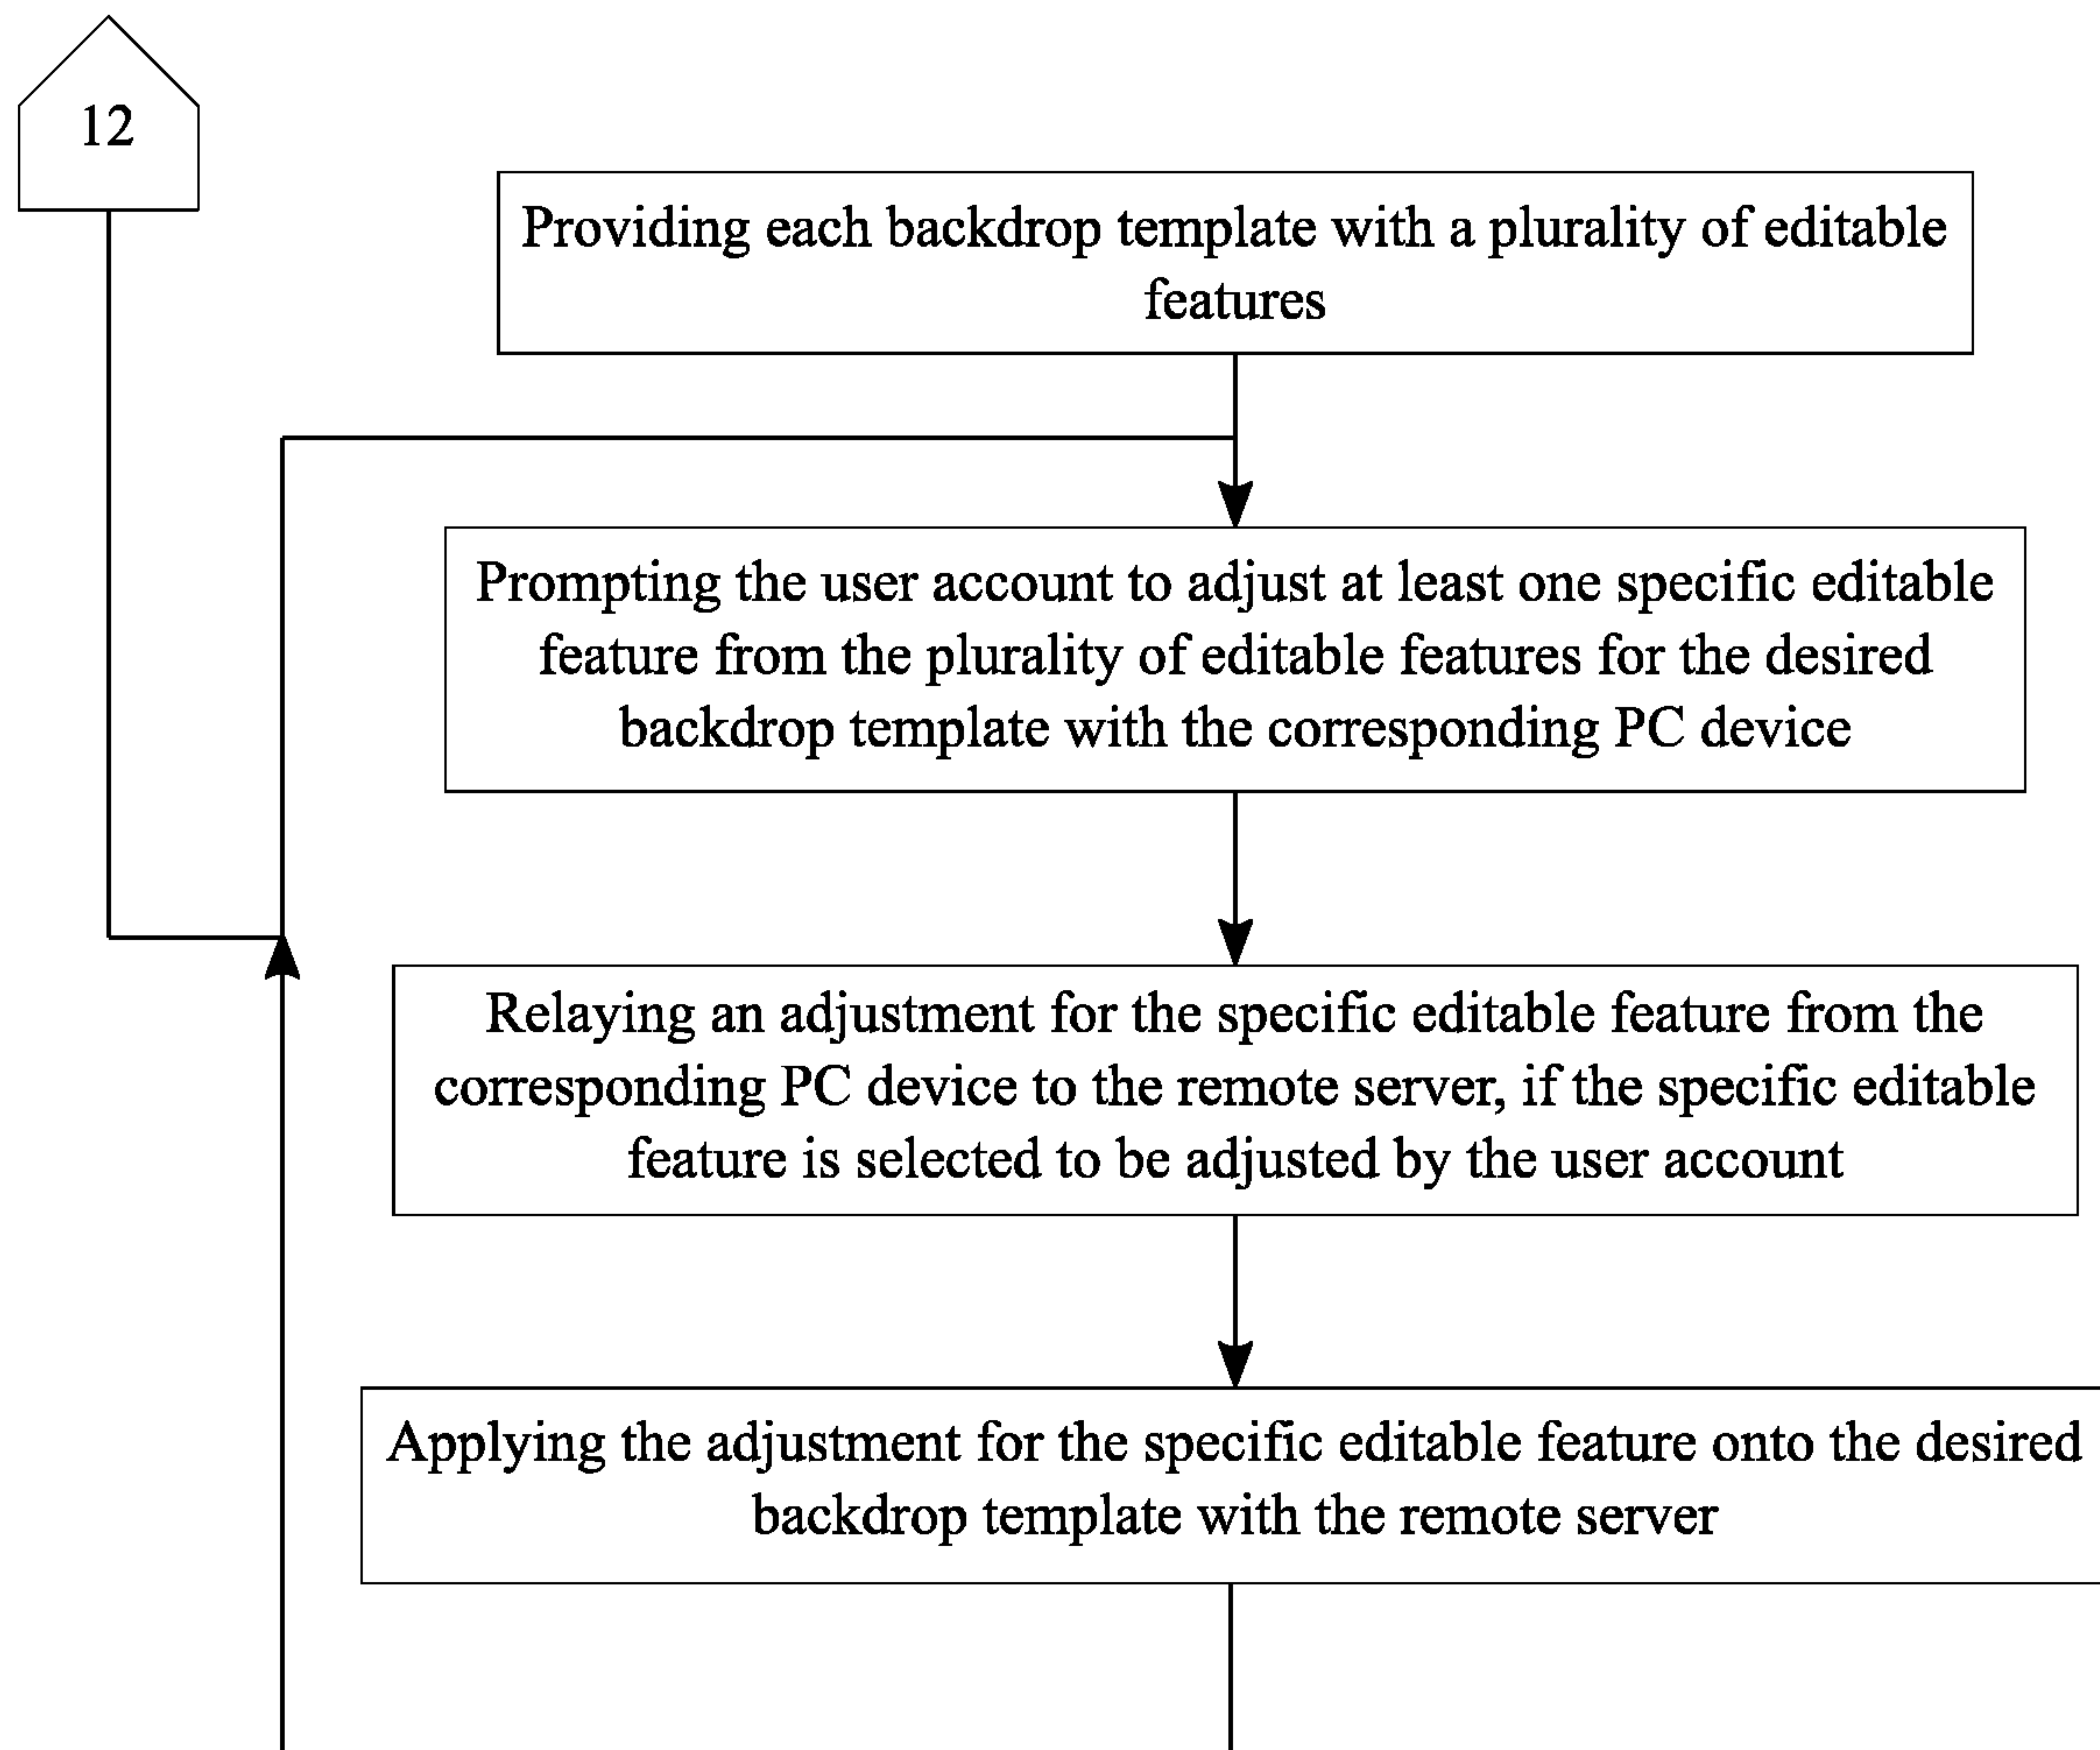 12
Providing each backdrop template with a plurality of editable
features
Prompting the user account to adjust at least one specific editable
feature from the plurality of editable features for the desired
backdrop template with the corresponding PC device
Relaying an adjustment for the specific editable feature from the
corresponding PC device to the remote server, if the specific editable
feature is selected to be adjusted by the user account
Applying the adjustment for the specific editable feature onto the desired
backdrop template with the remote server